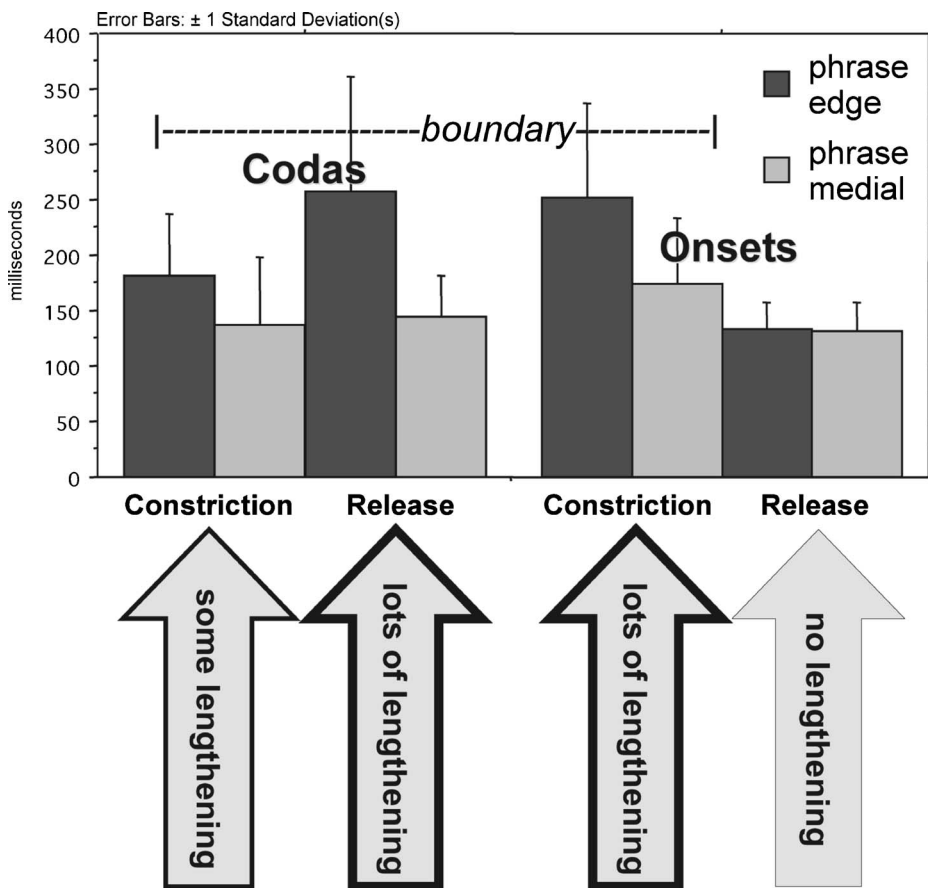 Error Bars: ± 1 Standard Deviation(s)
400
350
300
250
200
150
100
50
0
milliseconds
phrase
edge
phrase
medial
boundary
Codas
Onsets
Constriction
Release
Constriction
Release
some lengthening
lots of lengthening
lots of lengthening
no lengthening